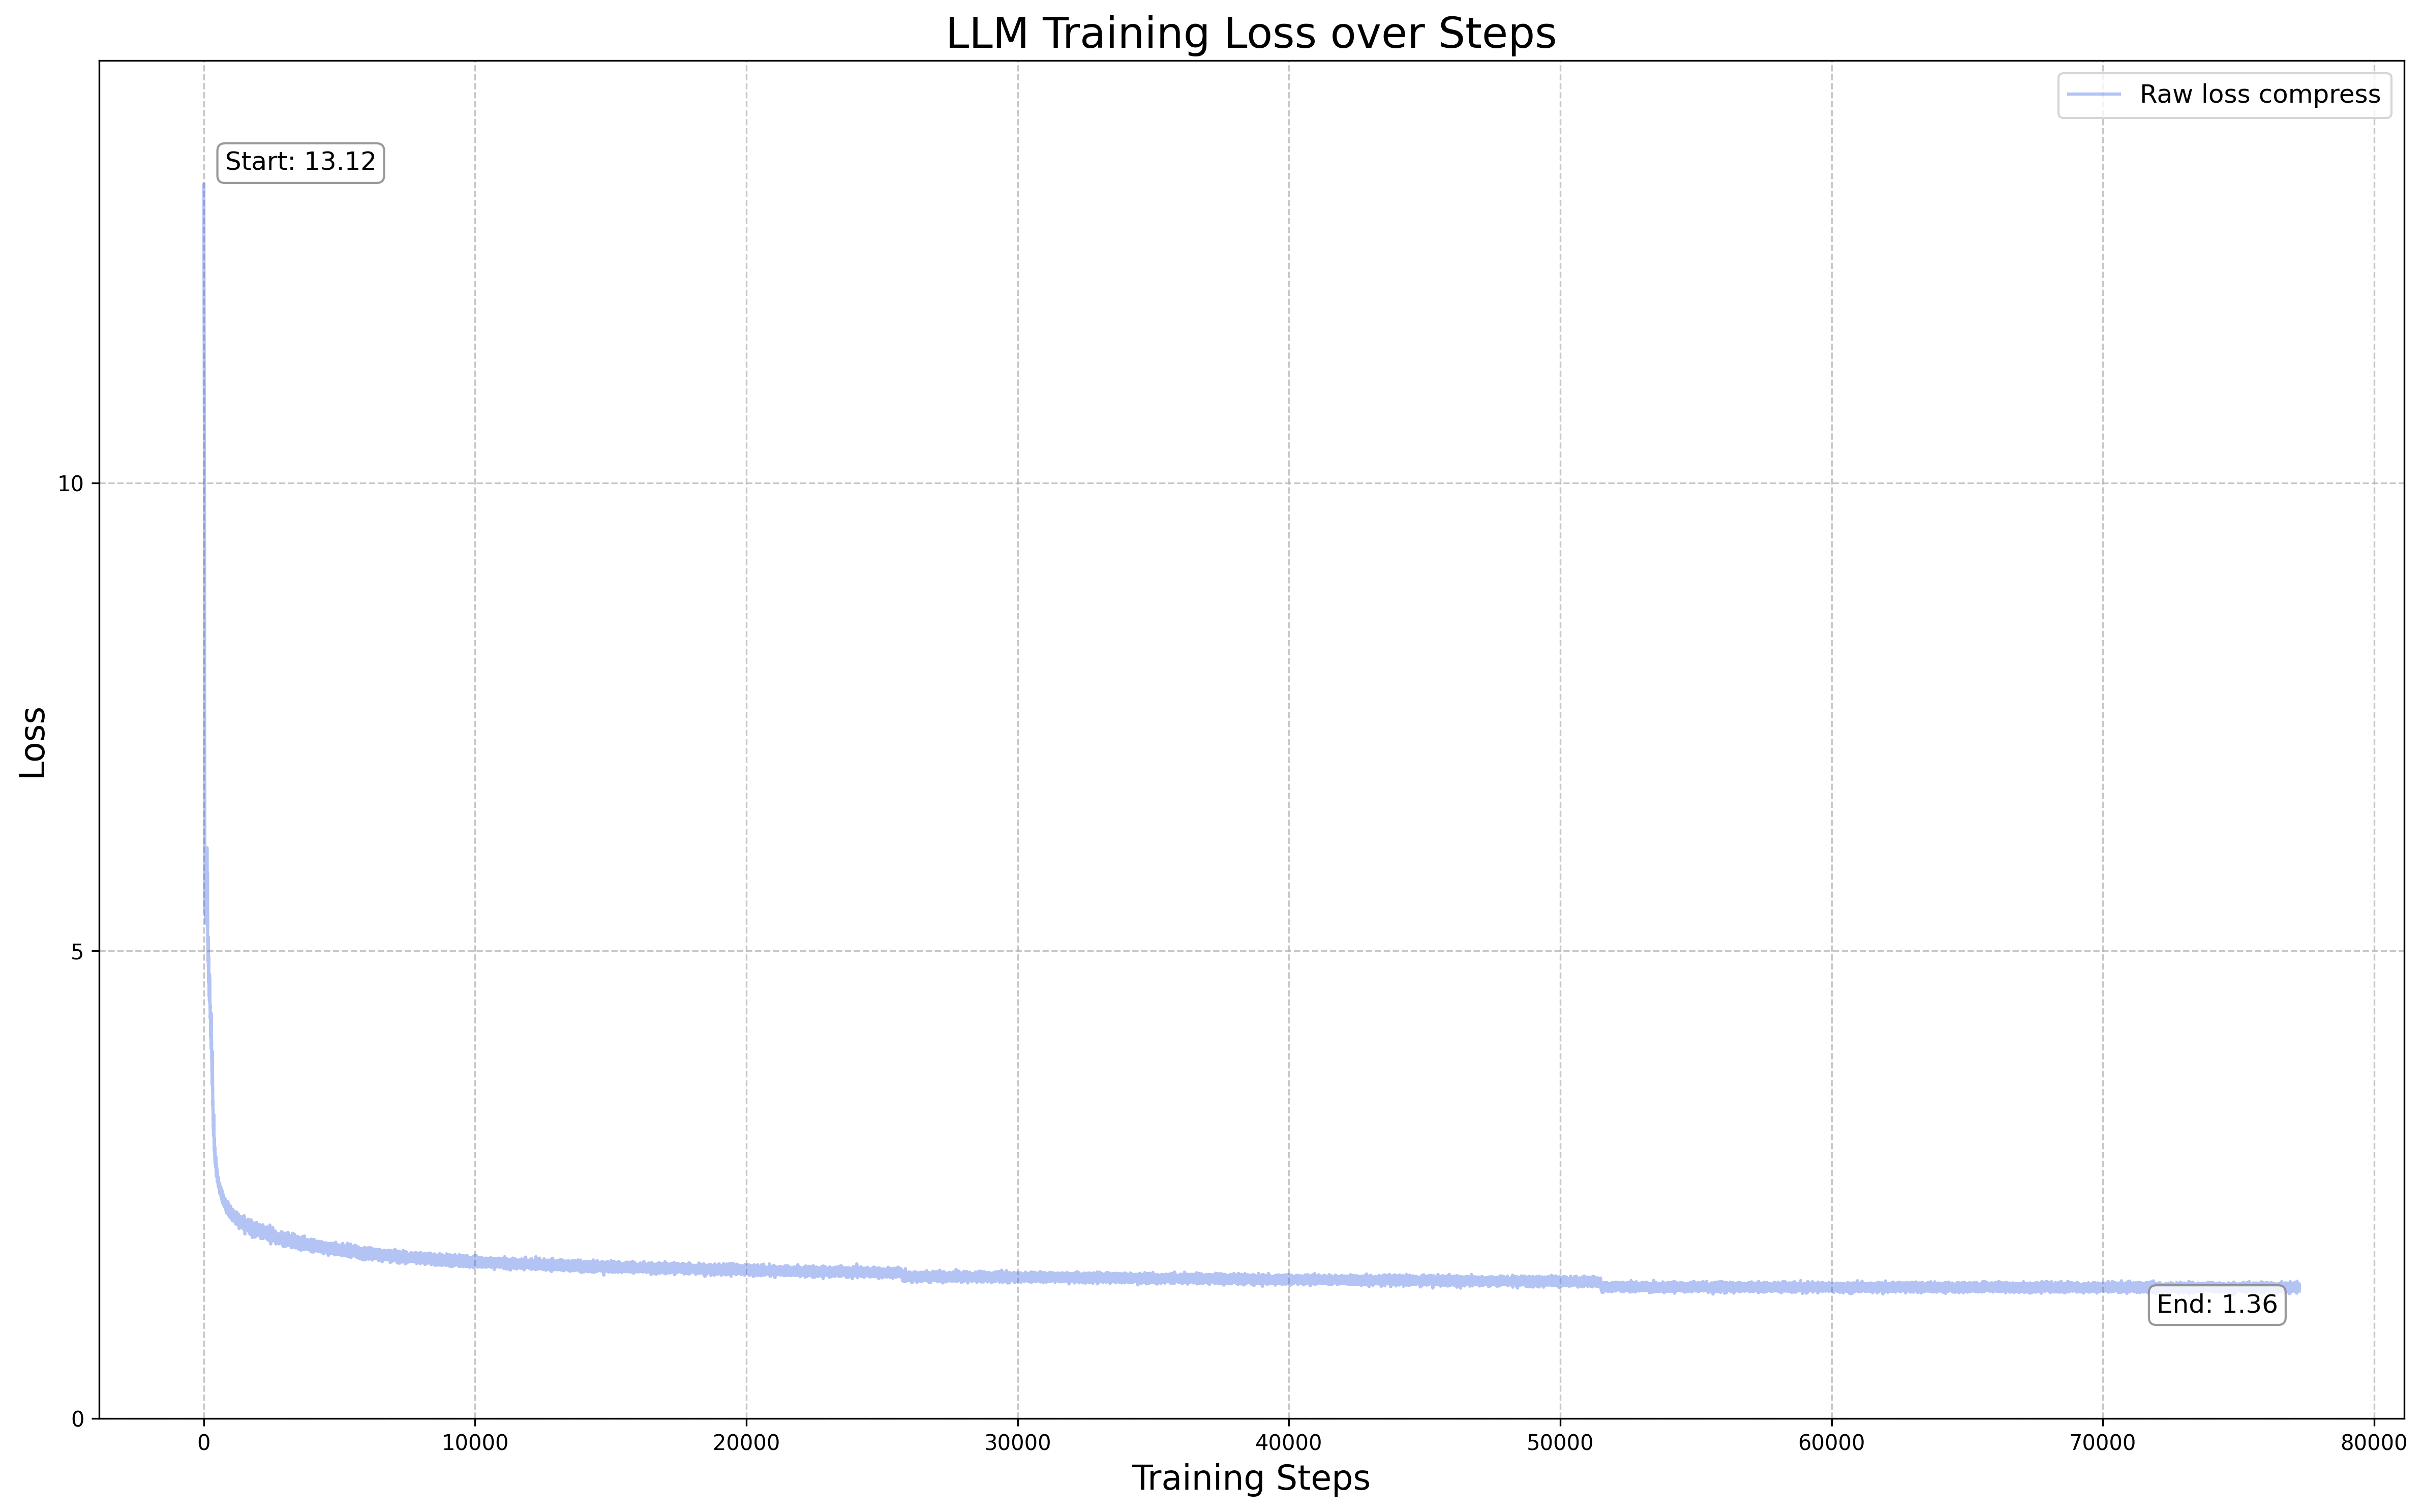 LLM Training Loss over Steps
Raw loss compress
Start: 13.12
10
Loss
5
End: 1.36
0
0 10000 20000 30000 40000 50000 60000 70000 80000
Training Steps